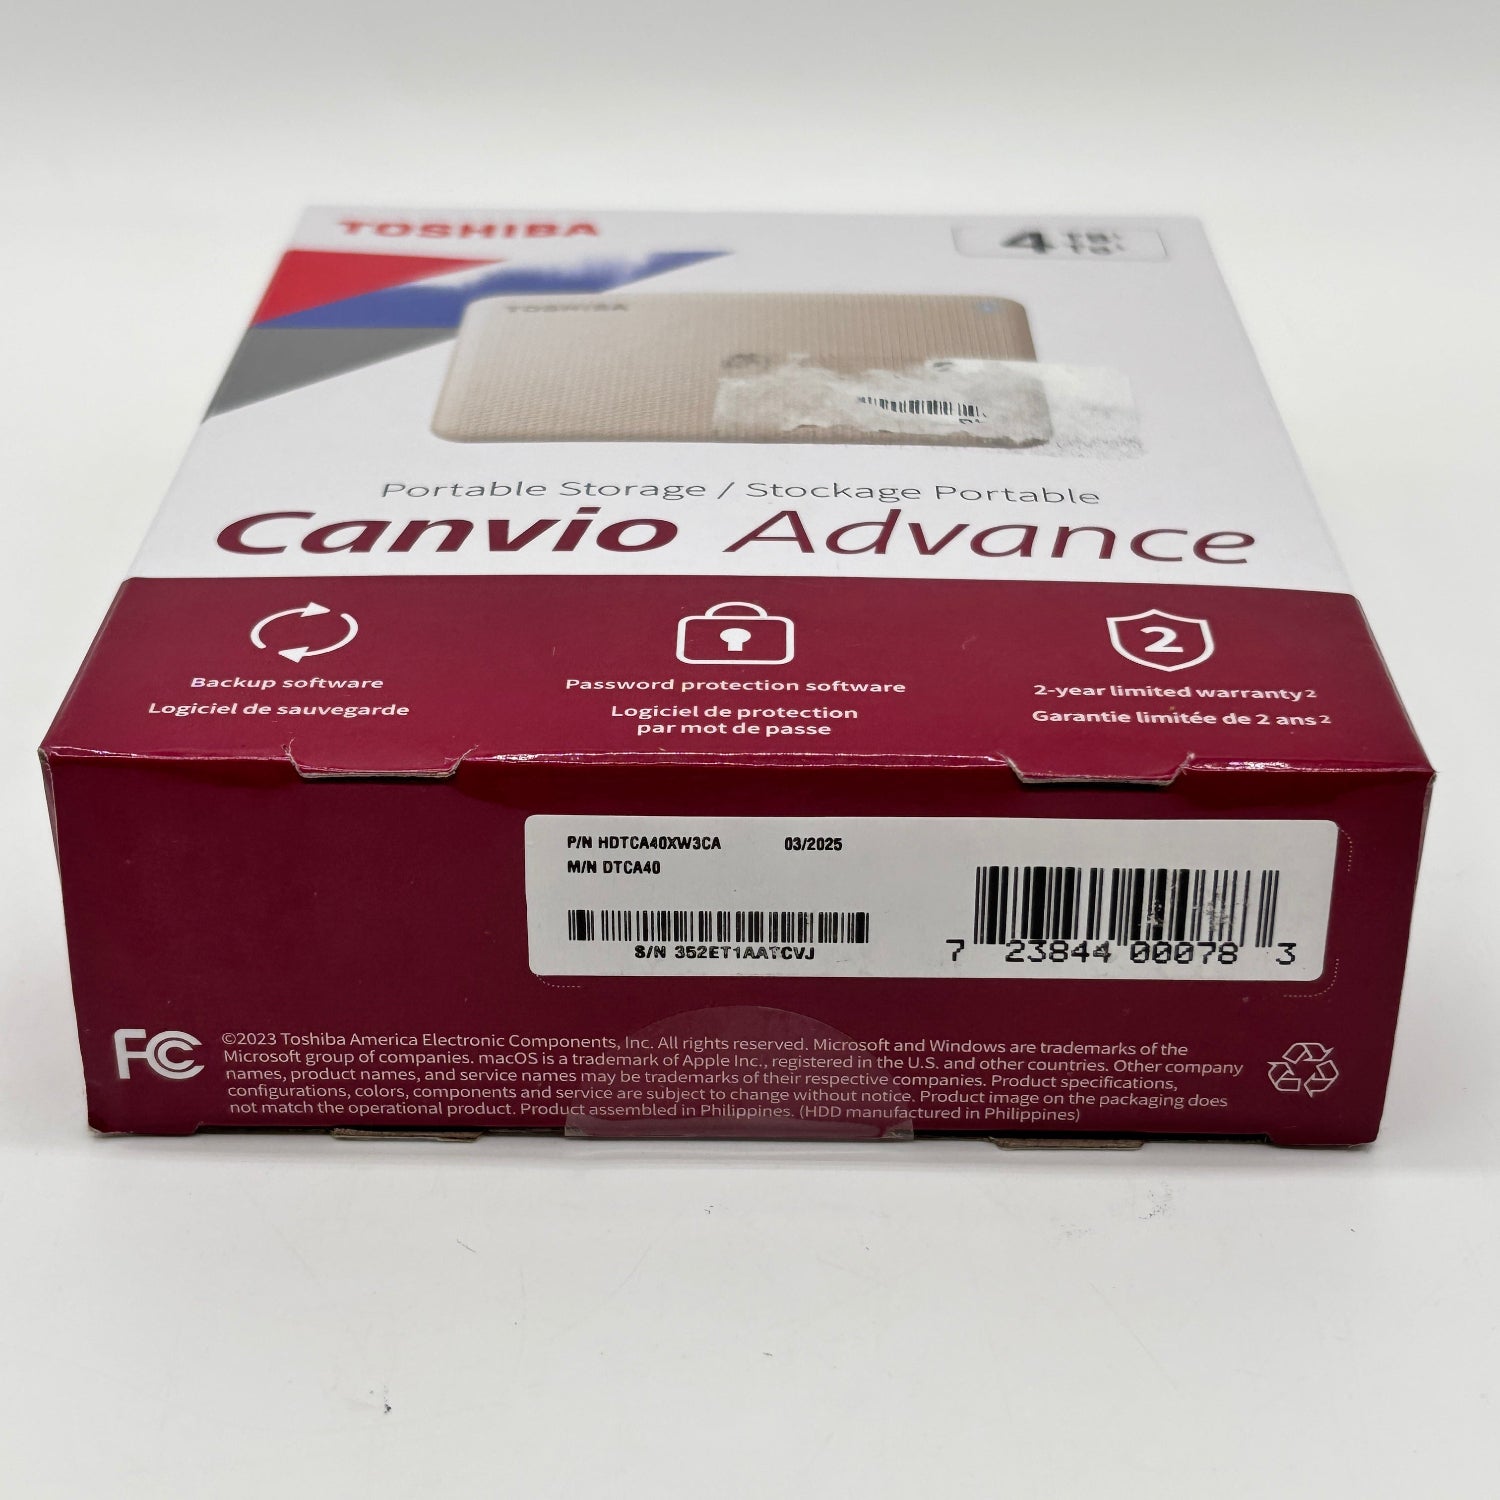 TOSHIBA
4 TB¹
To¹
TOSHIBA
Portable Storage / Stockage Portable
Canvio Advance
2
Backup software
Logiciel de sauvegarde
Password protection software
Logiciel de protection
par mot de passe
2-year limited warranty²
Garantie limitée de 2 ans²
P/N HDTCA40XW3CA 03/2025
M/N DTCA40
S/N 352ET1AATCVJ
7 23844 00078 3
FC
©2023 Toshiba America Electronic Components, Inc. All rights reserved. Microsoft and Windows are trademarks of the
Microsoft group of companies. macOS is a trademark of Apple Inc., registered in the U.S. and other countries. Other company
names, product names, and service names may be trademarks of their respective companies. Product specifications,
configurations, colors, components and service are subject to change without notice. Product image on the packaging does
not match the operational product. Product assembled in Philippines. (HDD manufactured in Philippines)